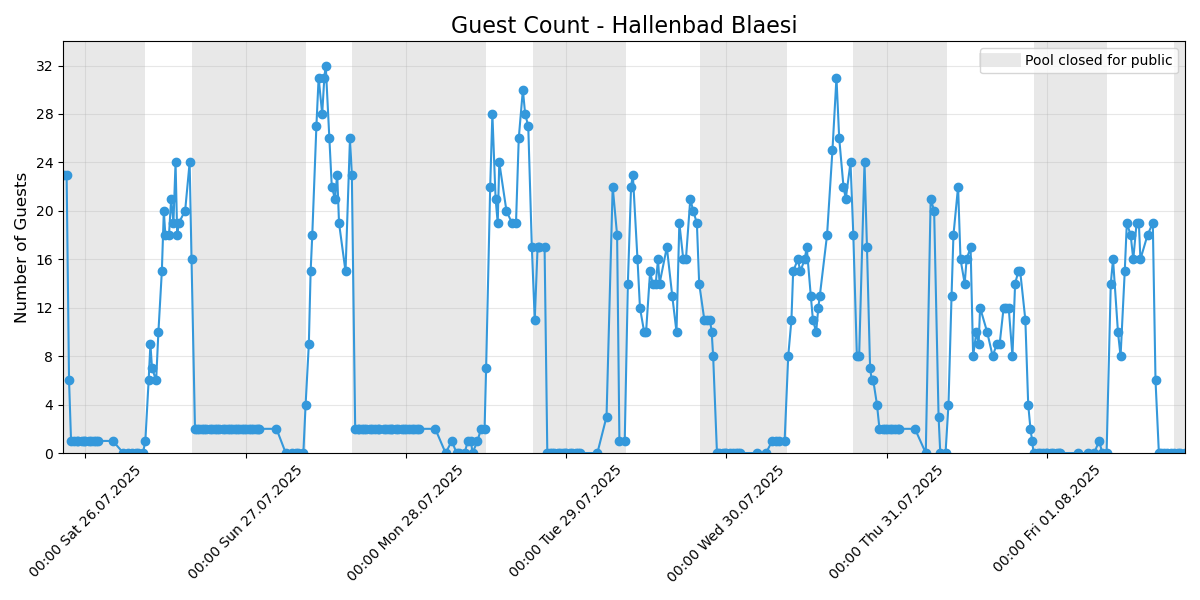 Guest Count - Hallenbad Blaesi
Pool closed for public
Number of Guests
32
28
24
20
16
12
8
4
0
00:00 Sat 26.07.2025
00:00 Sun 27.07.2025
00:00 Mon 28.07.2025
00:00 Tue 29.07.2025
00:00 Wed 30.07.2025
00:00 Thu 31.07.2025
00:00 Fri 01.08.2025